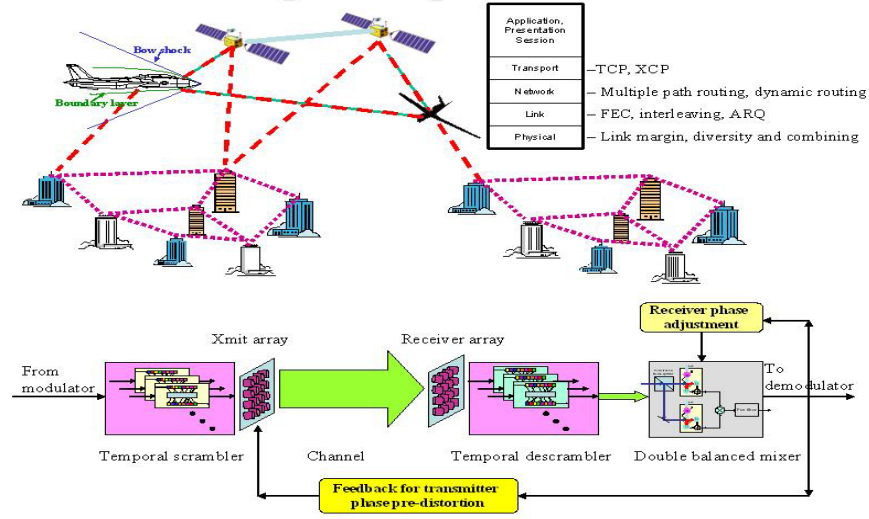 Application,
Presentation
Session
Bow shock
Boundary layer
Transport
–TCP, XCP
Network
– Multiple path routing, dynamic routing
Link
– FEC, interleaving, ARQ
Physical
– Link margin, diversity and combining
Receiver phase
adjustment
Xmit array
Receiver array
From
modulator
To
demodulator
Temporal scrambler
Channel
Temporal descrambler
Double balanced mixer
Feedback for transmitter
phase pre-distortion